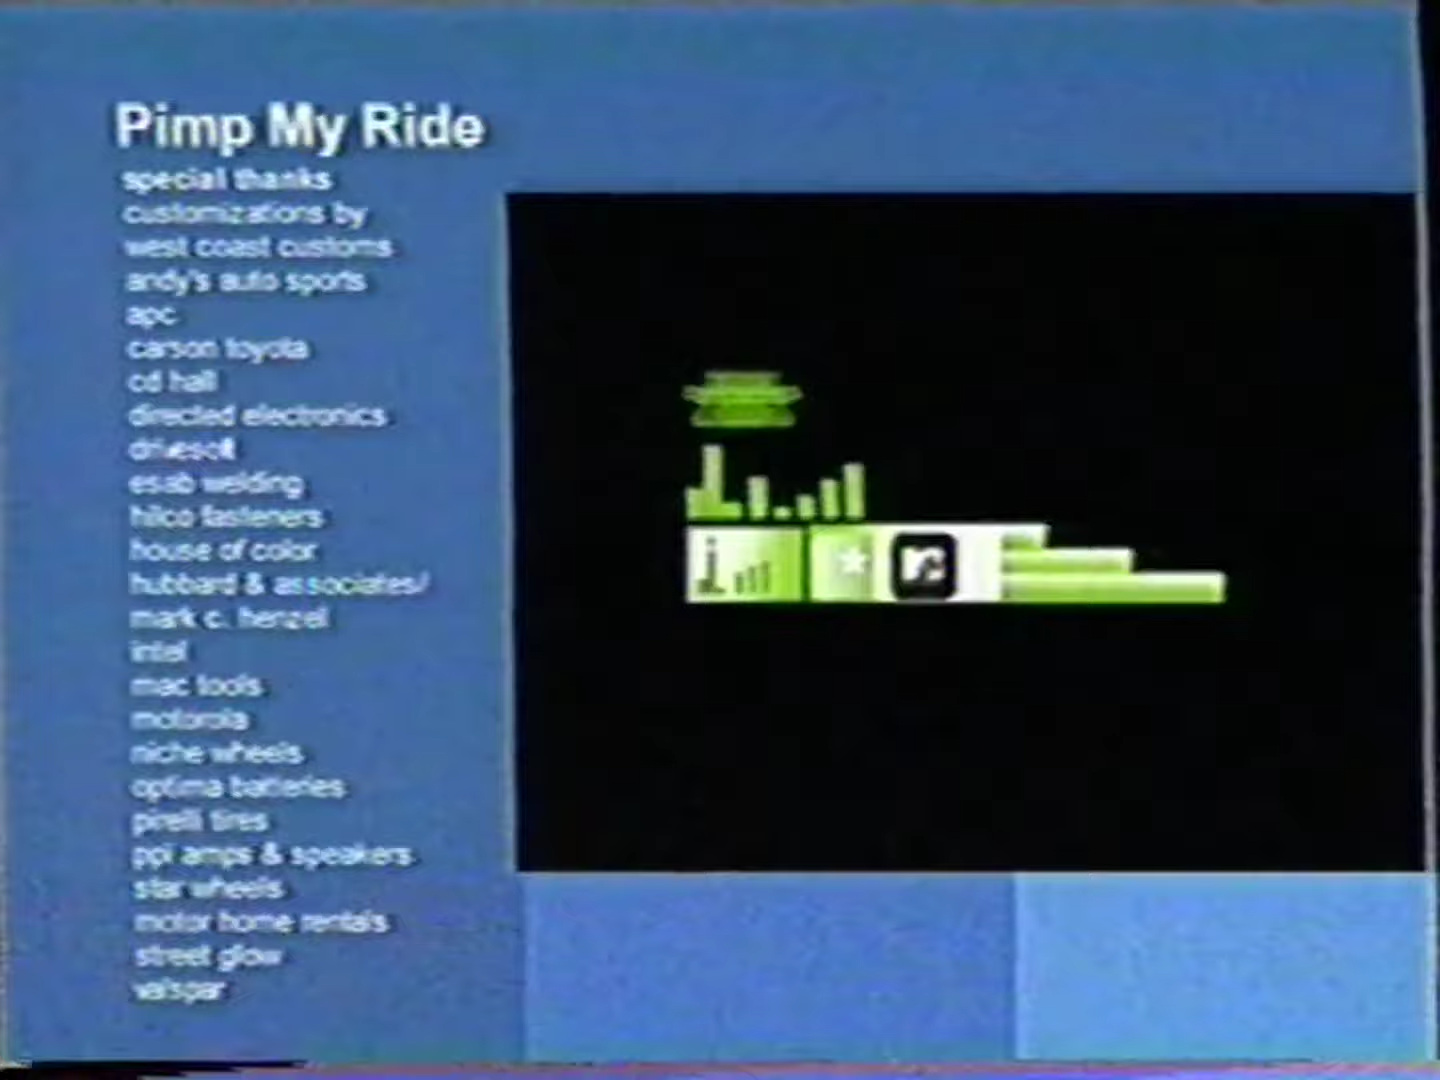 Pimp My Ride
special thanks
customizations by
west coast customs
andy's auto sports
apc
carson toyota
cd hall
directed electronics
drivesoft
esab welding
hilco fasteners
house of color
hubbard & associates/
mark c. henzel
intel
mac tools
motorola
niche wheels
optima batteries
pirelli tires
ppi amps & speakers
star wheels
motor home rentals
street glow
valspar